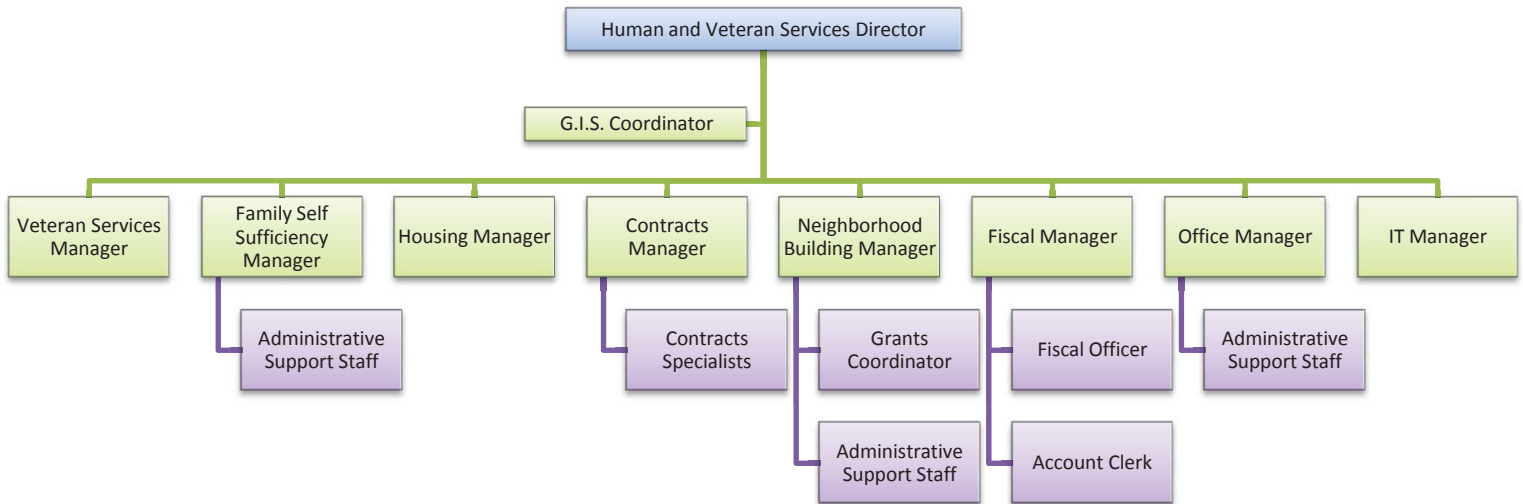 Human and Veteran Services Director
G.I.S. Coordinator
Veteran Services
Manager
Family Self
Sufficiency
Manager
Housing Manager
Contracts
Manager
Neighborhood
Building Manager
Fiscal Manager
Office Manager
IT Manager
Administrative
Support Staff
Contracts
Specialists
Grants
Coordinator
Fiscal Officer
Administrative
Support Staff
Administrative
Support Staff
Account Clerk